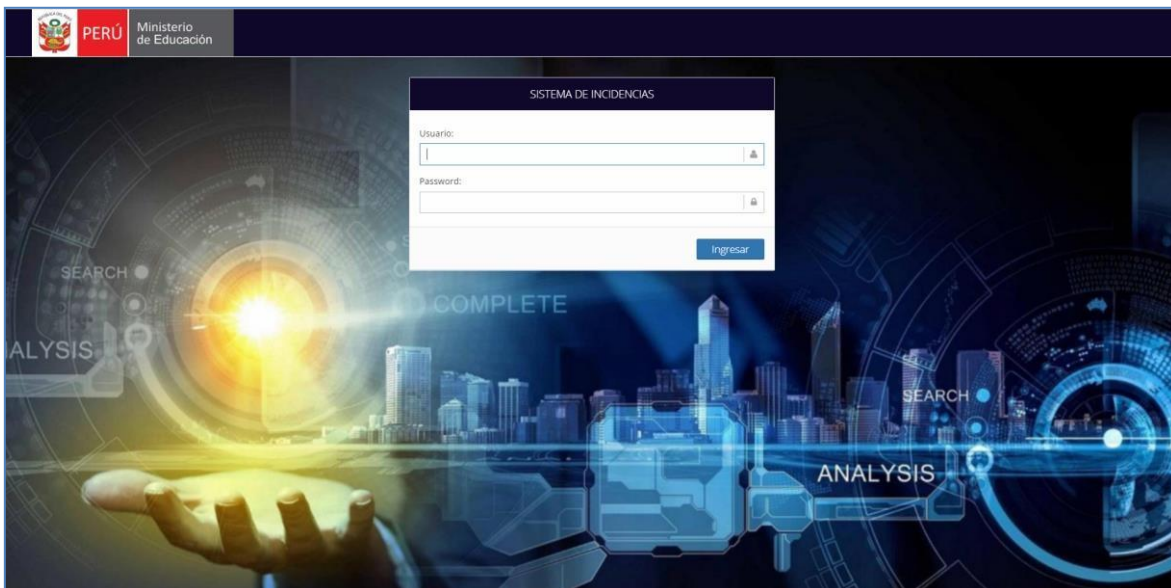 PERÚ
Ministerio
de Educación
SISTEMA DE INCIDENCIAS
Usuario:
Password:
Ingresar
SEARCH
COMPLETE
ALYSIS
SEARCH
ANALYSIS